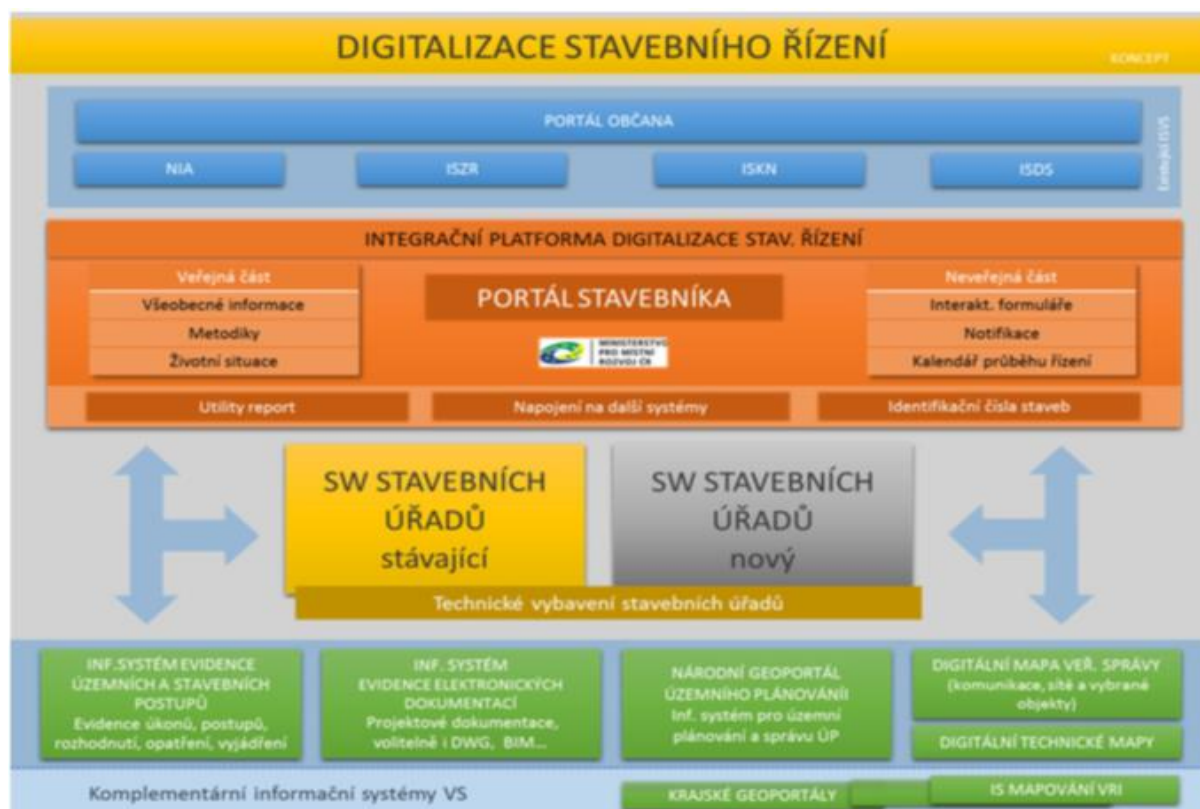 DIGITALIZACE STAVEBNÍHO ŘÍZENÍ
KONCEPT
PORTÁL OBČANA
NIA
ISZR
ISKN
ISDS
Existující ISVS
INTEGRAČNÍ PLATFORMA DIGITALIZACE STAV. ŘÍZENÍ
Veřejná část
Všeobecné informace
Metodiky
Životní situace
PORTÁL STAVEBNÍKA
MINISTERSTVO
PRO MÍSTNÍ
ROZVOJ ČR
Neveřejná část
Interakt. formuláře
Notifikace
Kalendář průběhu řízení
Utility report
Napojení na další systémy
Identifikační čísla staveb
SW STAVEBNÍCH
ÚŘADŮ
stávající
SW STAVEBNÍCH
ÚŘADŮ
nový
Technické vybavení stavebních úřadů
INF.SYSTÉM EVIDENCE
ÚZEMNÍCH A STAVEBNÍCH
POSTUPŮ
Evidence úkonů, postupů,
rozhodnutí, opatření, vyjádření
INF. SYSTÉM
EVIDENCE ELEKTRONICKÝCH
DOKUMENTACÍ
Projektové dokumentace,
volitelně i DWG, BIM...
NÁRODNÍ GEOPORTÁL
ÚZEMNÍHO PLÁNOVÁNÍI
Inf. systém pro územní
plánování a správu ÚP
DIGITÁLNÍ MAPA VEŘ. SPRÁVY
(komunikace, sítě a vybrané
objekty)
DIGITÁLNÍ TECHNICKÉ MAPY
Komplementární informační systémy VS
KRAJSKÉ GEOPORTÁLY
IS MAPOVÁNÍ VRI